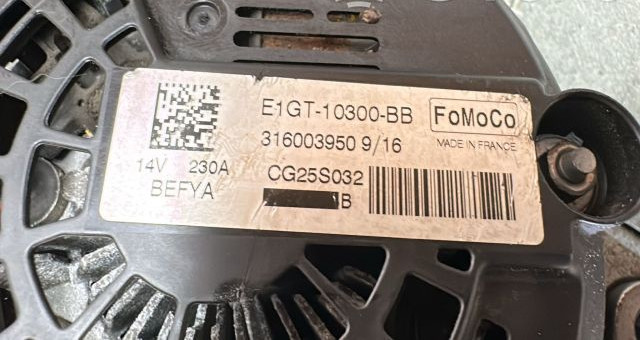 E1GT-10300-BB FoMoCo
316003950 9/16 MADE IN FRANCE
14V 230A CG25S032
BEFYA B